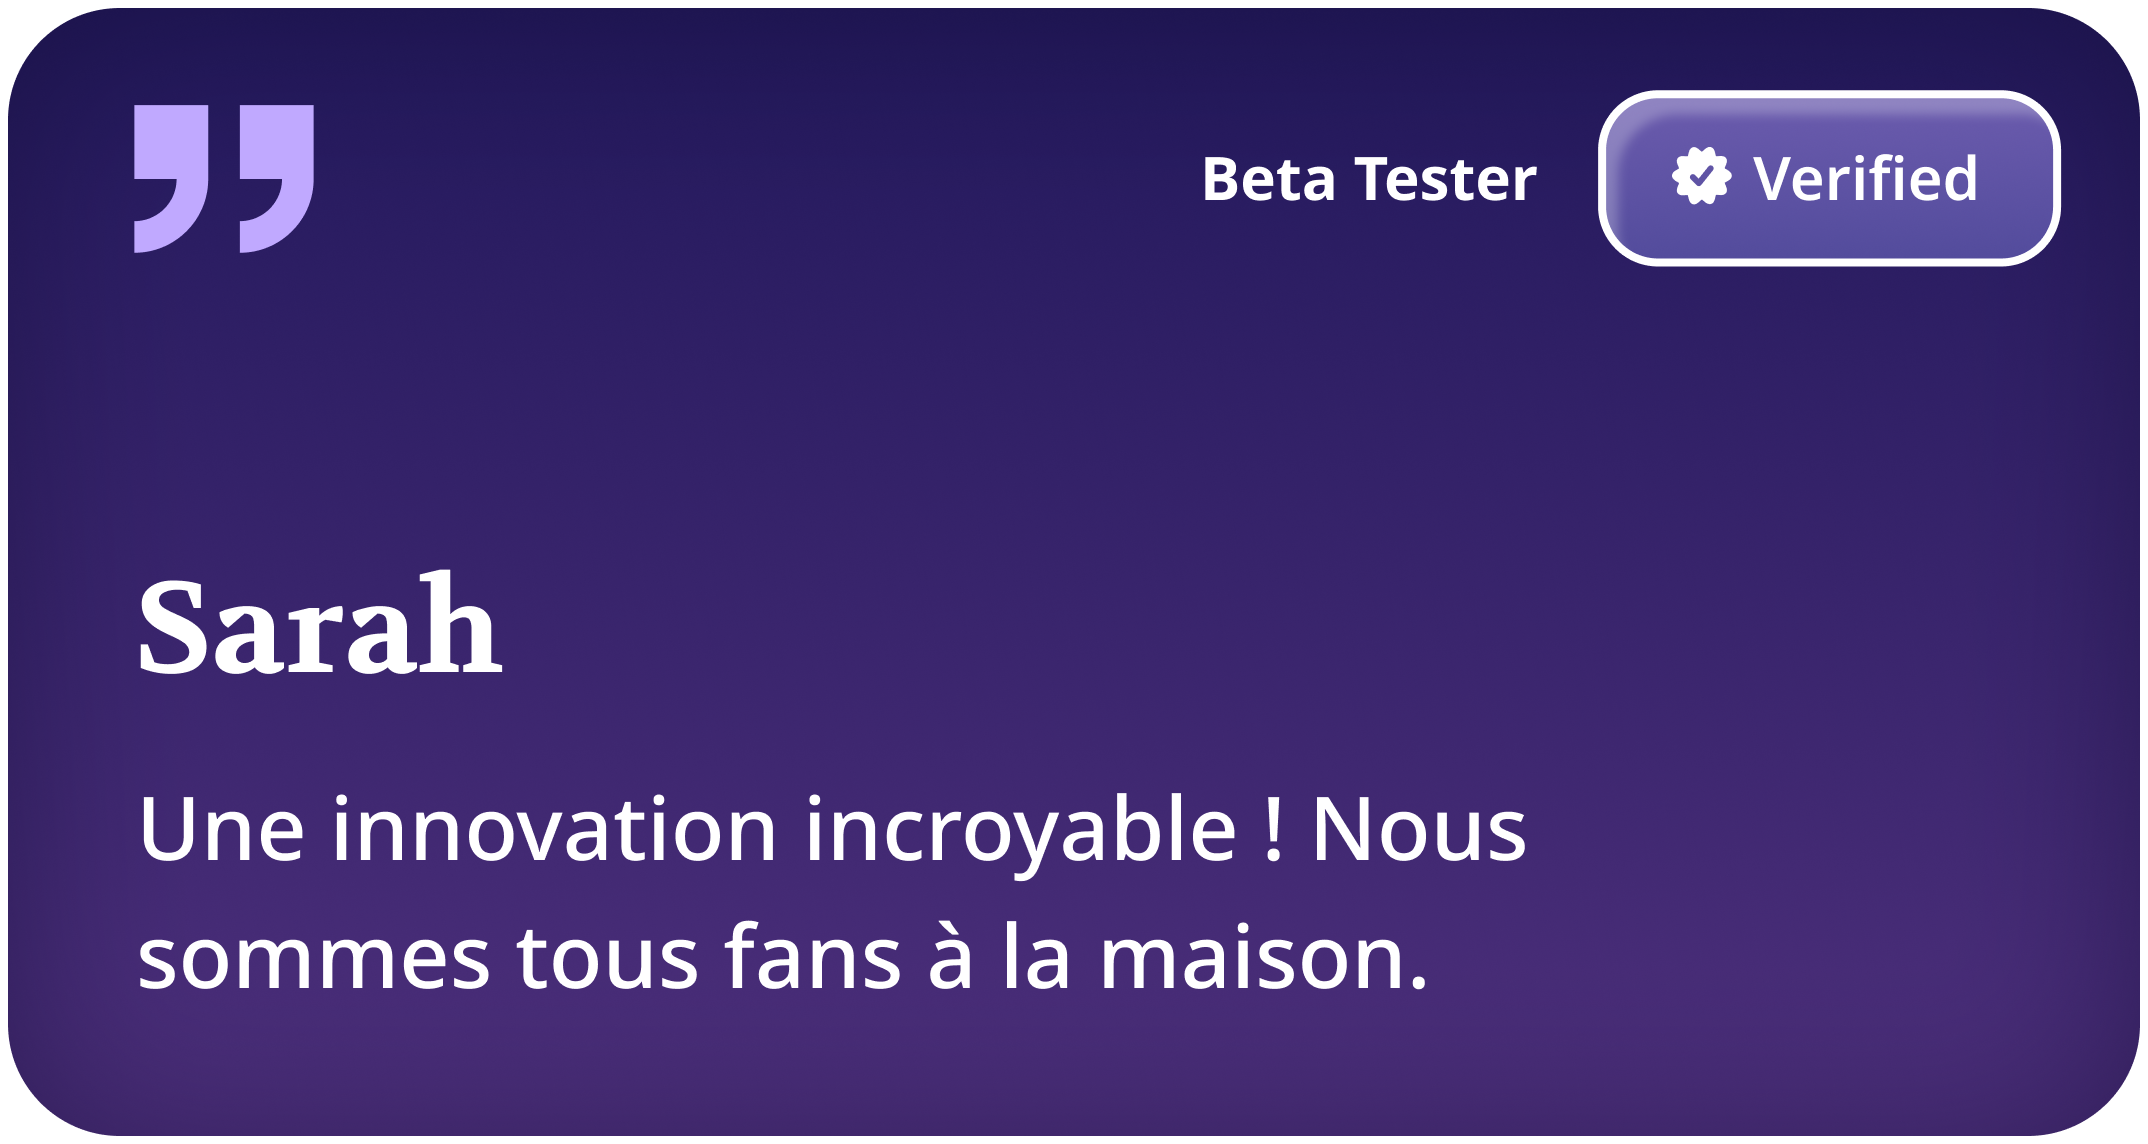 Beta Tester
Verified
Sarah
Une innovation incroyable ! Nous
sommes tous fans à la maison.